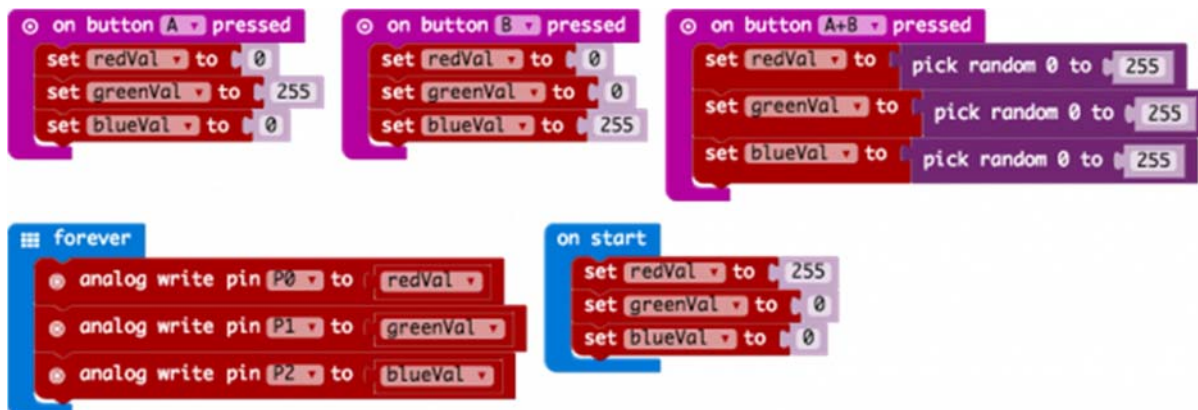 on button A pressed
set redVal to 0
set greenVal to 255
set blueVal to 0
on button B pressed
set redVal to 0
set greenVal to 0
set blueVal to 255
on button A+B pressed
set redVal to pick random 0 to 255
set greenVal to pick random 0 to 255
set blueVal to pick random 0 to 255
forever
analog write pin P0 to redVal
analog write pin P1 to greenVal
analog write pin P2 to blueVal
on start
set redVal to 255
set greenVal to 0
set blueVal to 0